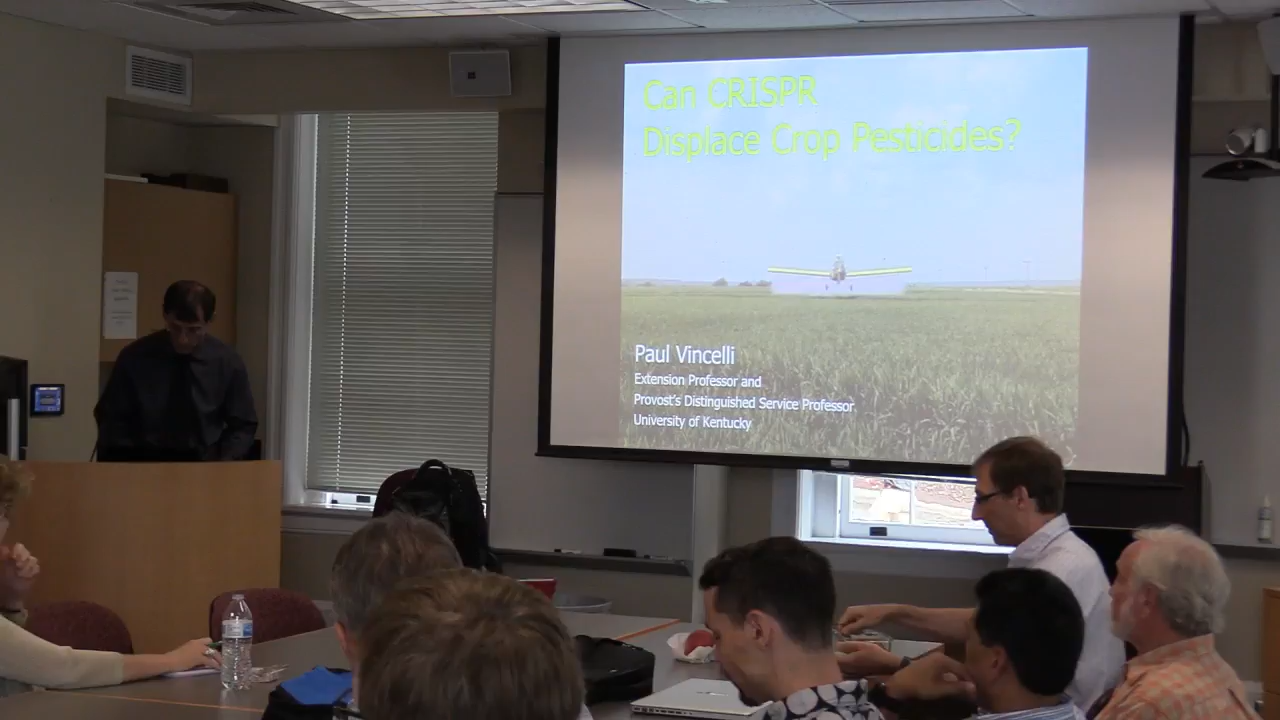 Can CRISPR
Displace Crop Pesticides?
Paul Vincelli
Extension Professor and
Provost's Distinguished Service Professor
University of Kentucky